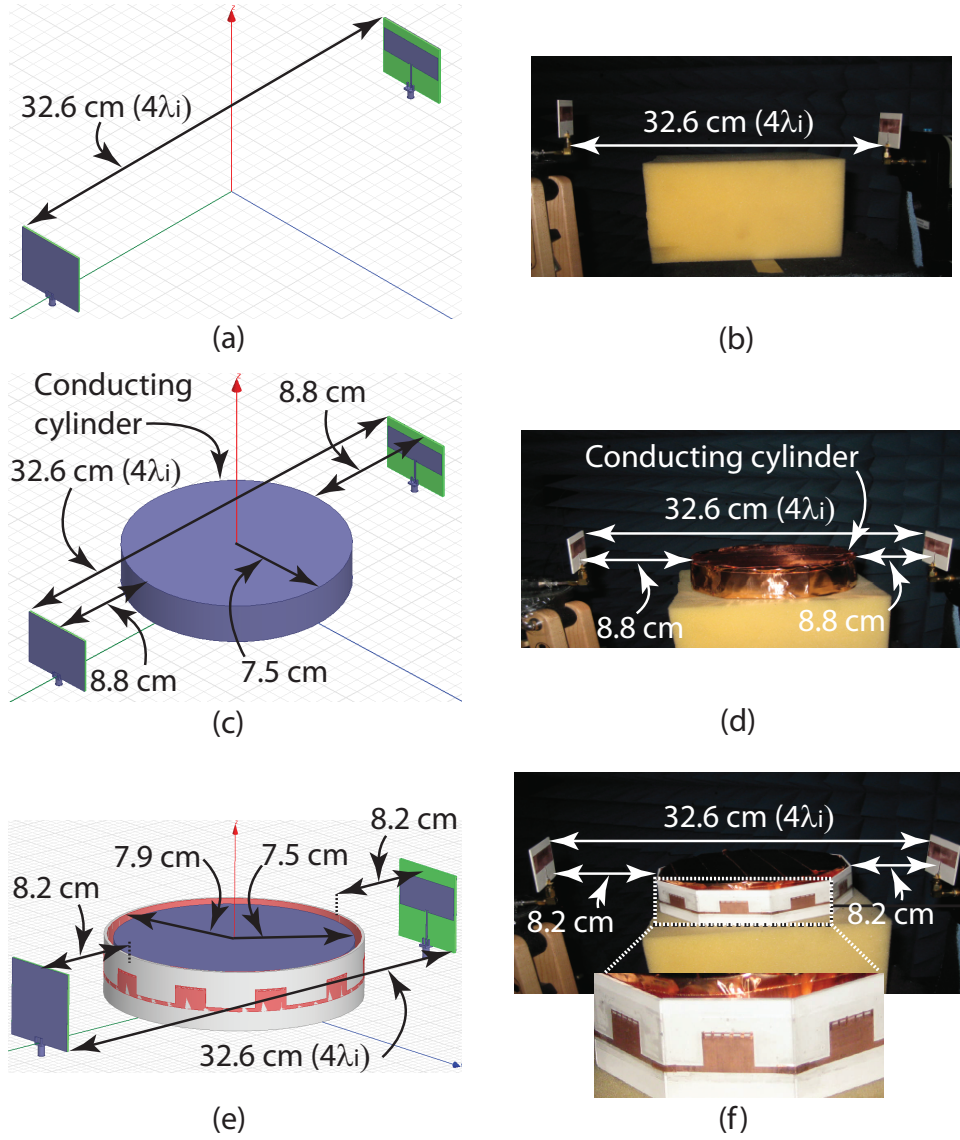 32.6 cm (4λi)
(a)
32.6 cm (4λi)
(b)
Conducting
cylinder
8.8 cm
32.6 cm (4λi)
8.8 cm
7.5 cm
(c)
Conducting cylinder
32.6 cm (4λi)
8.8 cm
8.8 cm
(d)
8.2 cm
7.9 cm
7.5 cm
8.2 cm
32.6 cm (4λi)
(e)
32.6 cm (4λi)
8.2 cm
8.2 cm
(f)